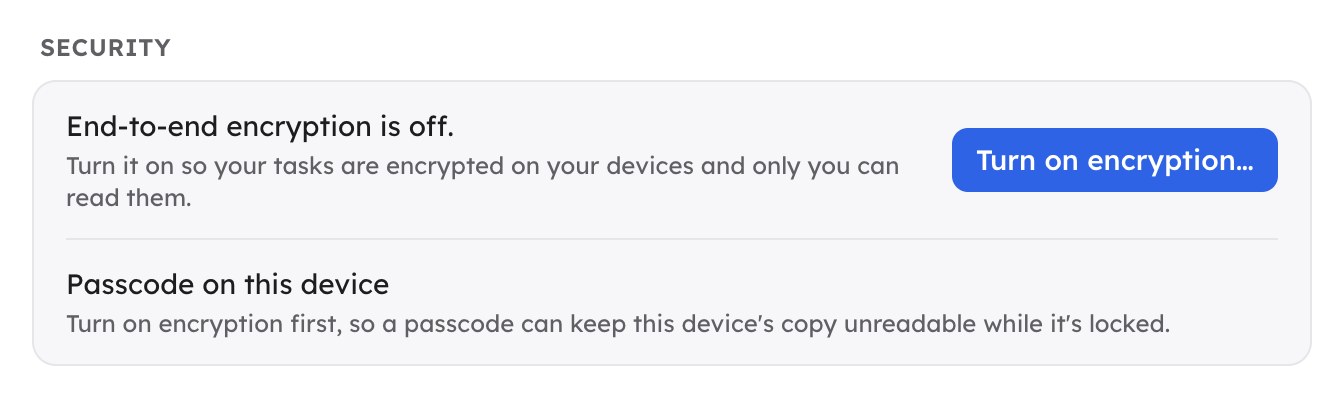 SECURITY
End-to-end encryption is off.
Turn it on so your tasks are encrypted on your devices and only you can
read them.
Turn on encryption...
Passcode on this device
Turn on encryption first, so a passcode can keep this device's copy unreadable while it's locked.